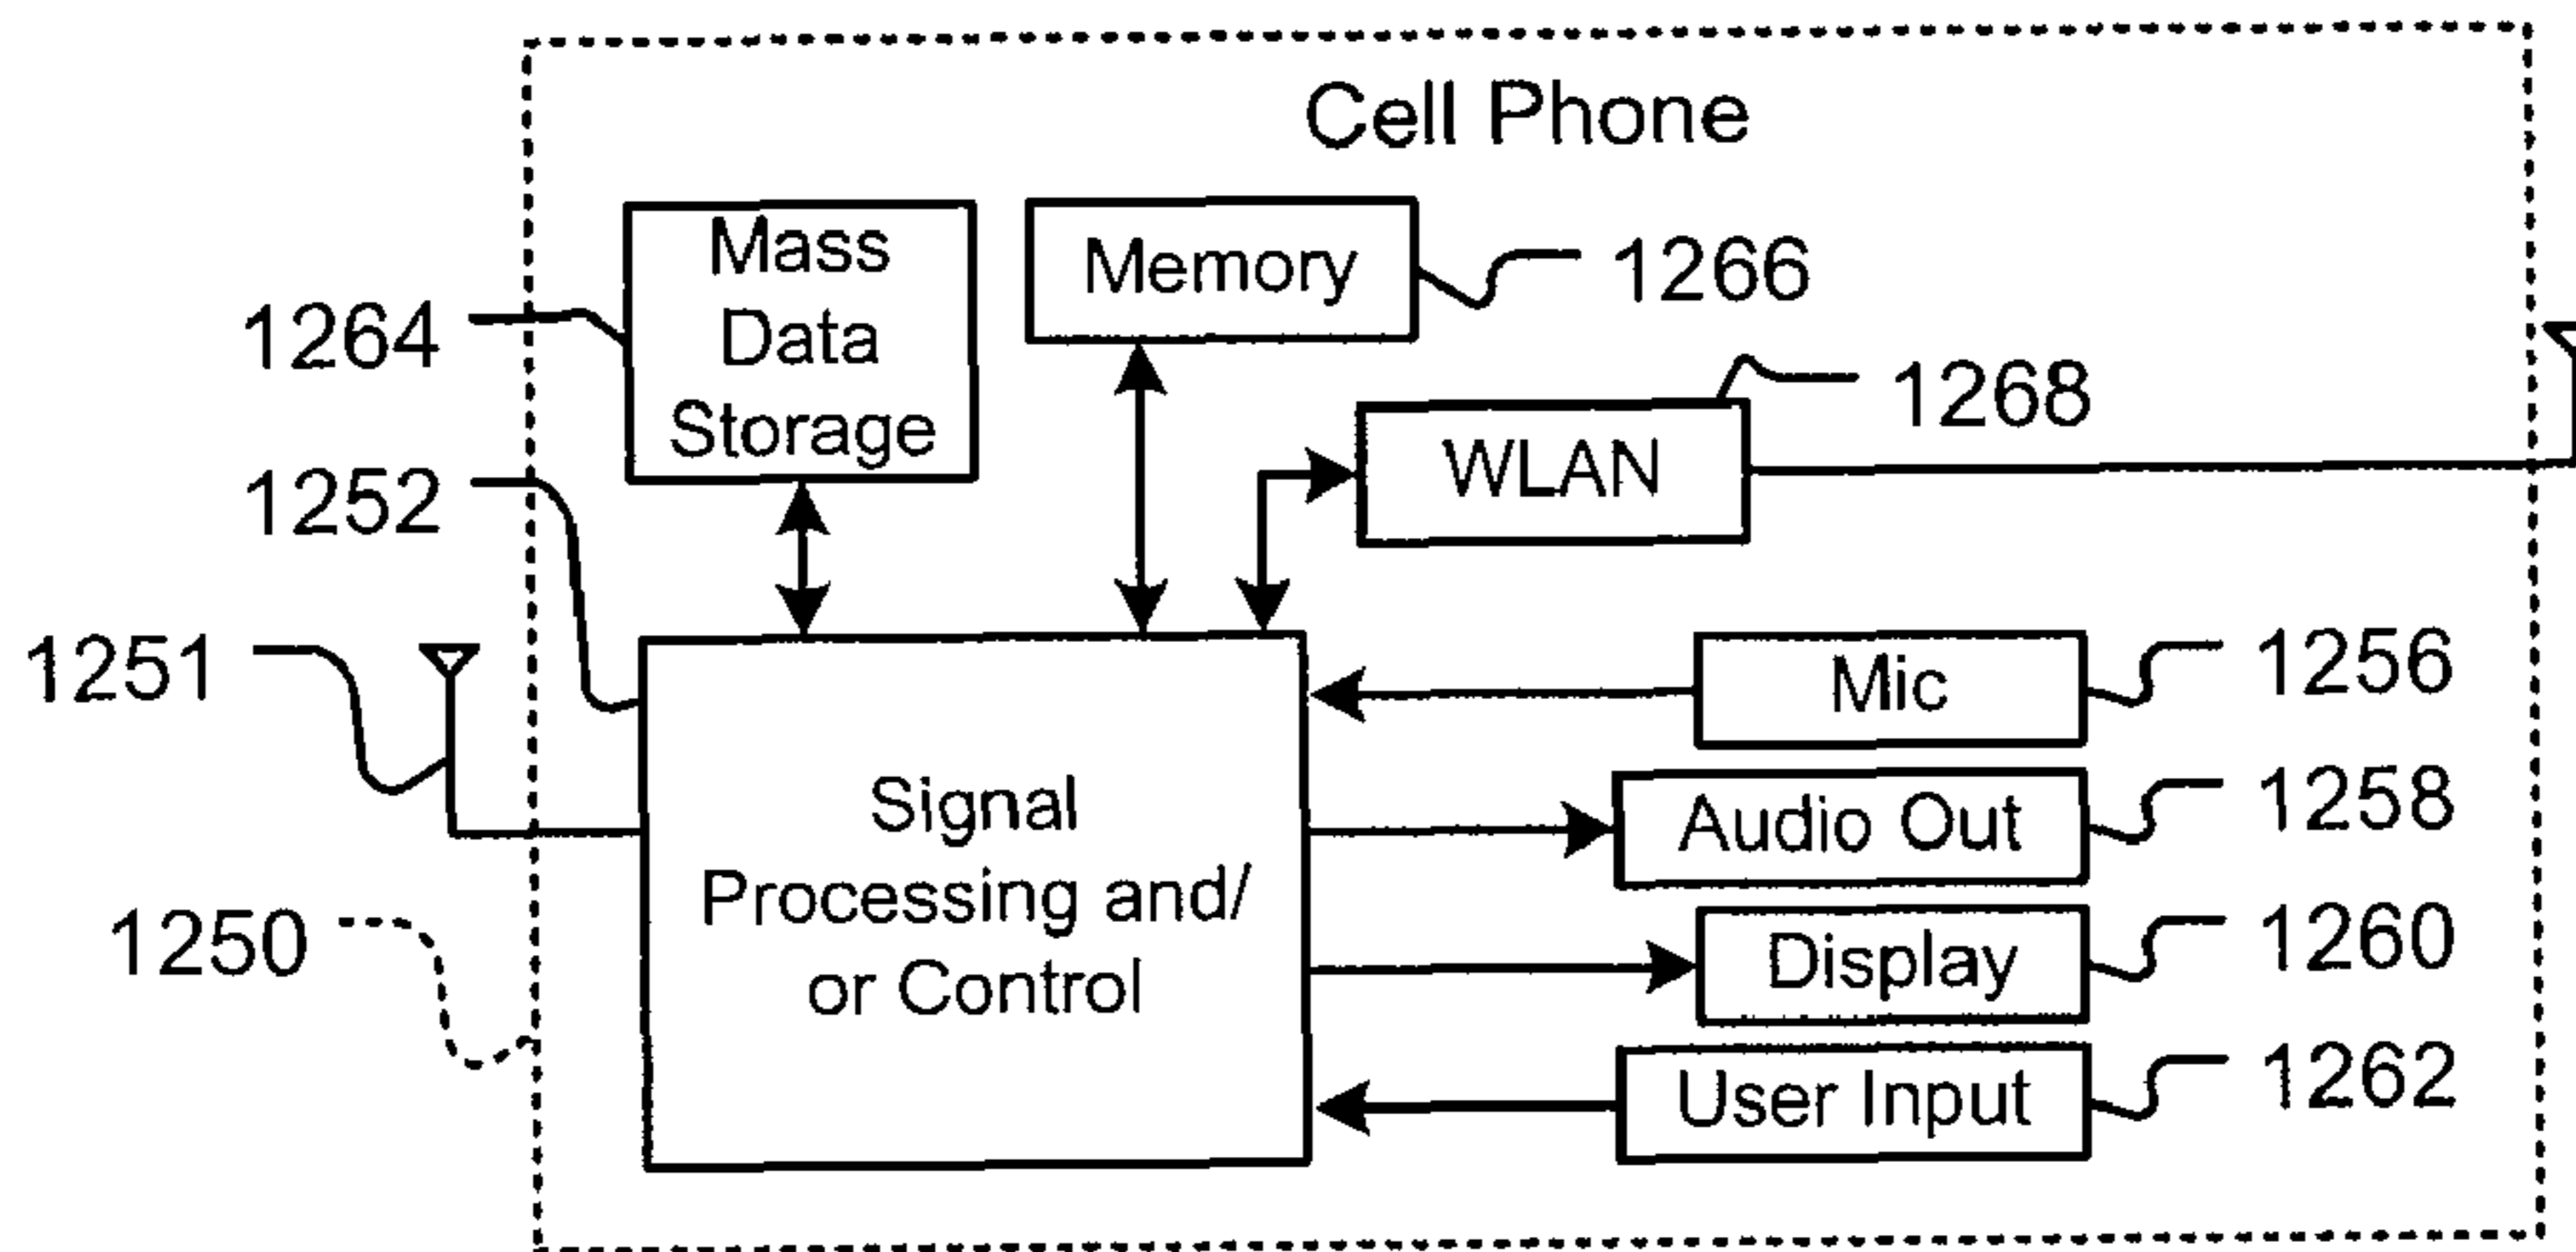 Cell Phone
Mass
Data
Storage
Memory
1266
1264
1268
WLAN
1252
1251
Mic
1256
Signal
Processing and/
or Control
Audio Out
1258
1250
Display
1260
User Input
1262